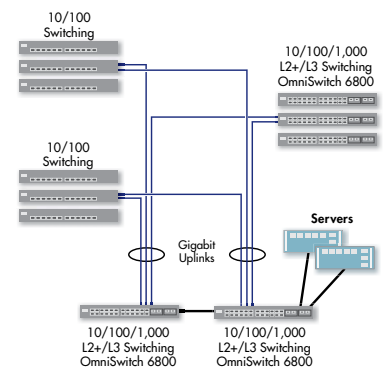 10/100
Switching
10/100/1,000
L2+/L3 Switching
OmniSwitch 6800
10/100
Switching
Servers
Gigabit
Uplinks
10/100/1,000
L2+/L3 Switching
OmniSwitch 6800
10/100/1,000
L2+/L3 Switching
OmniSwitch 6800